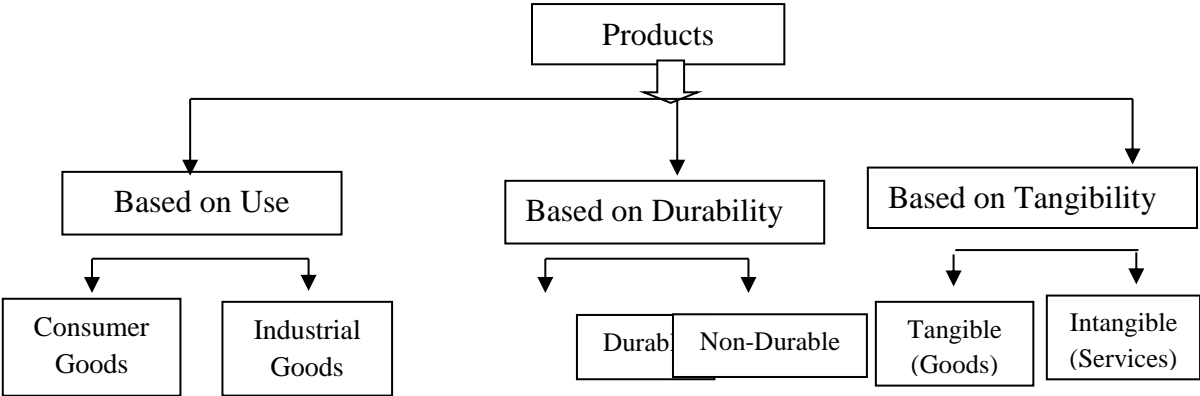 Products
Based on Use
Based on Durability
Based on Tangibility
Consumer
Goods
Industrial
Goods
Durabl
Non-Durable
Tangible
(Goods)
Intangible
(Services)